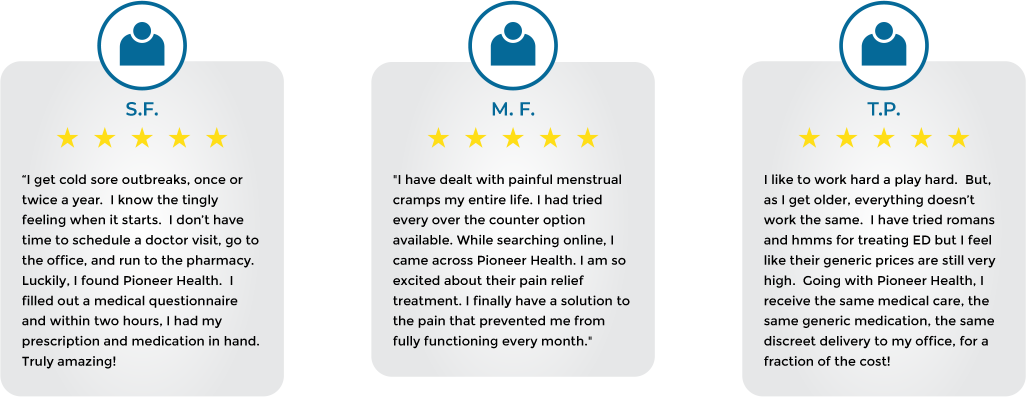 S.F.
“I get cold sore outbreaks, once or
twice a year.  I know the tingly
feeling when it starts.  I don’t have
time to schedule a doctor visit, go to
the office, and run to the pharmacy.
Luckily, I found Pioneer Health.  I
filled out a medical questionnaire
and within two hours, I had my
prescription and medication in hand.
Truly amazing!
M. F.
"I have dealt with painful menstrual
cramps my entire life. I had tried
every over the counter option
available. While searching online, I
came across Pioneer Health. I am so
excited about their pain relief
treatment. I finally have a solution to
the pain that prevented me from
fully functioning every month."
T.P.
I like to work hard a play hard.  But,
as I get older, everything doesn’t
work the same.  I have tried romans
and hmms for treating ED but I feel
like their generic prices are still very
high.  Going with Pioneer Health, I
receive the same medical care, the
same generic medication, the same
discreet delivery to my office, for a
fraction of the cost!